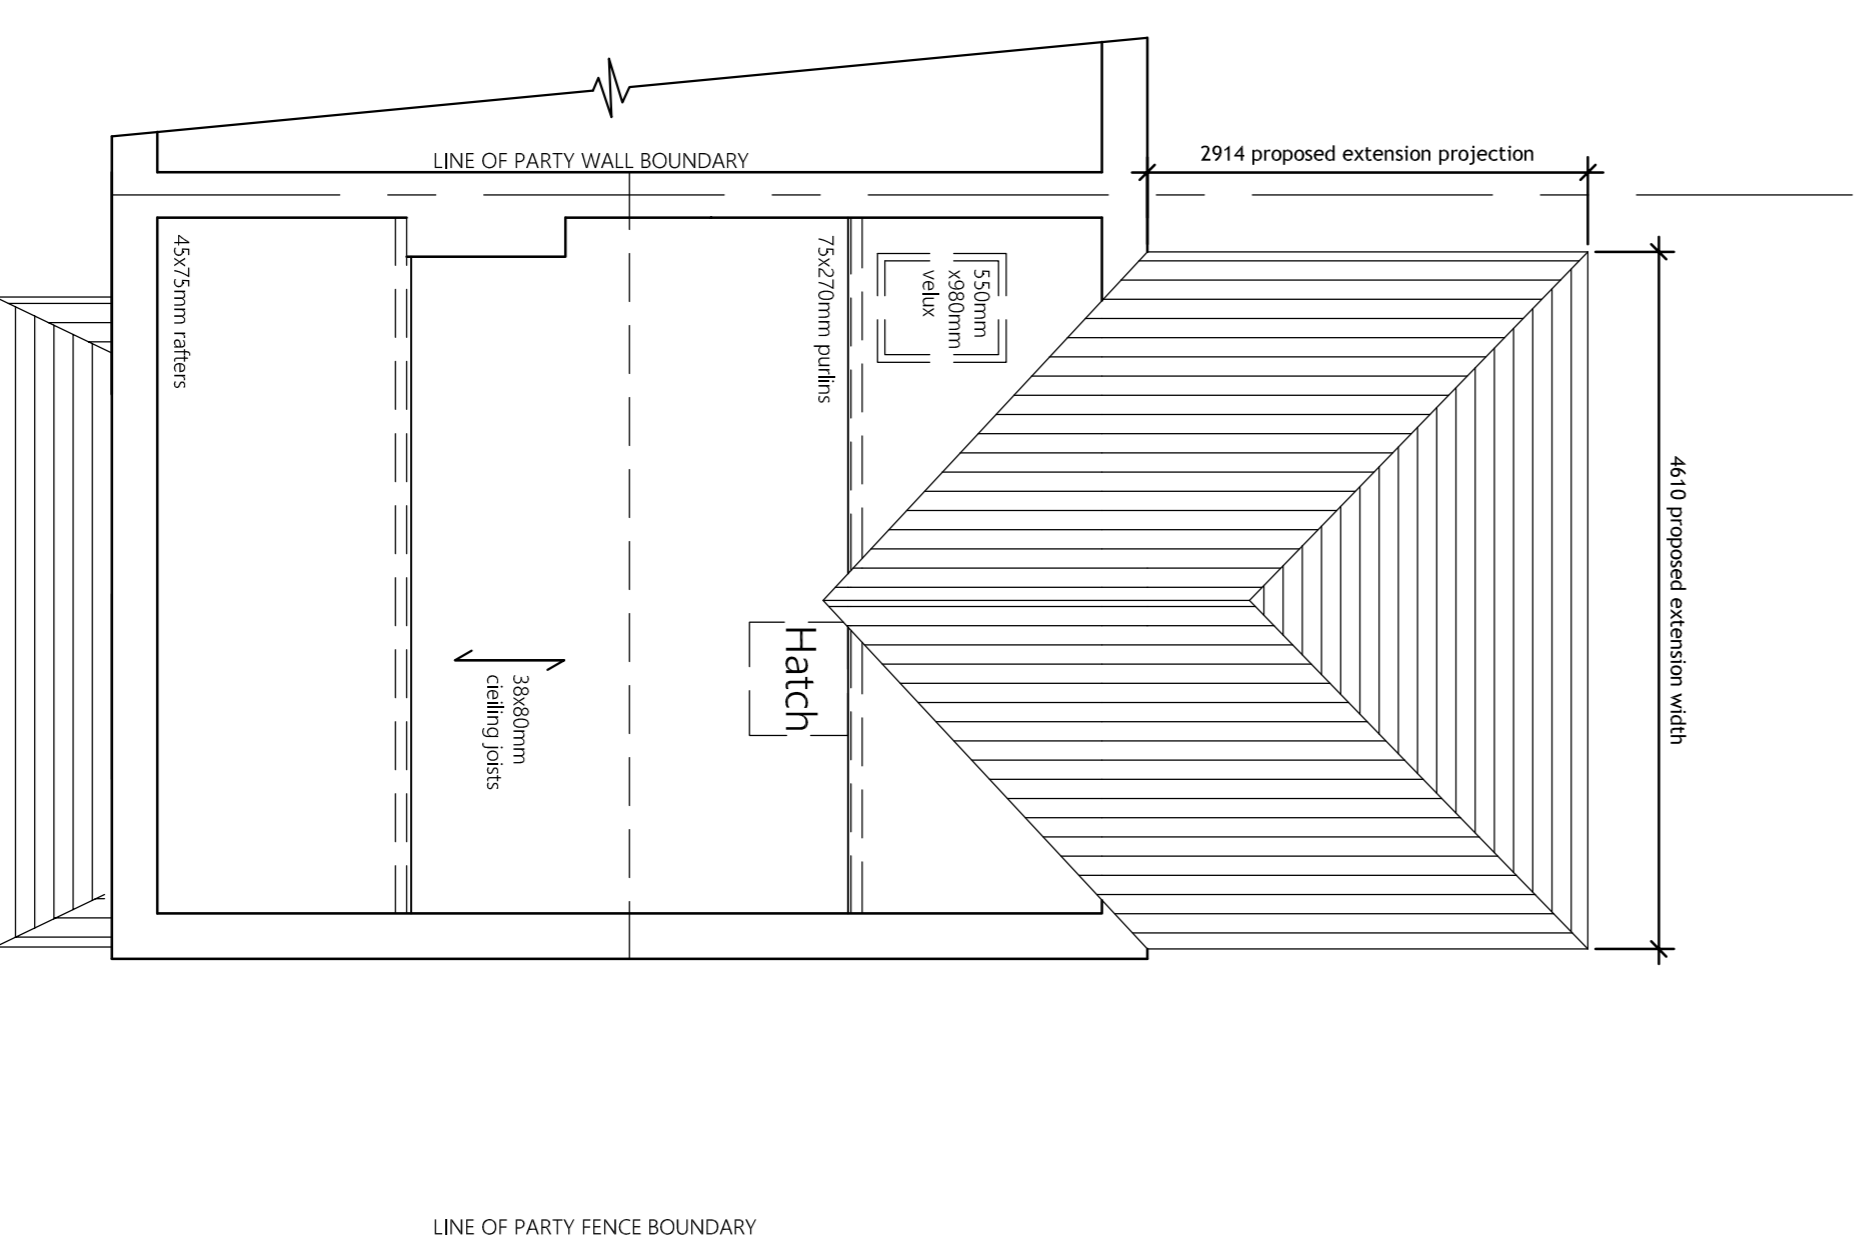 LINE OF PARTY WALL BOUNDARY
2914 proposed extension projection
45x75mm rafters
75x270mm purlins
550mm
x980mm
velux
4610 proposed extension width
Hatch
38x80mm
cieiling joists
LINE OF PARTY FENCE BOUNDARY